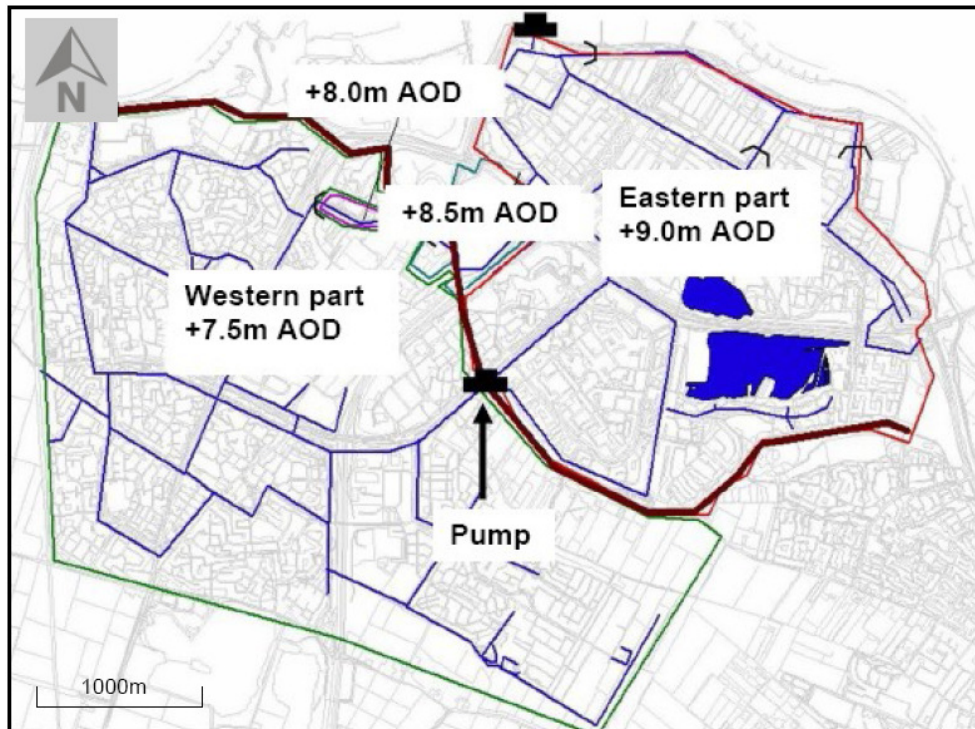 N
+8.0m AOD
+8.5m AOD
Eastern part
+9.0m AOD
Western part
+7.5m AOD
Pump
1000m